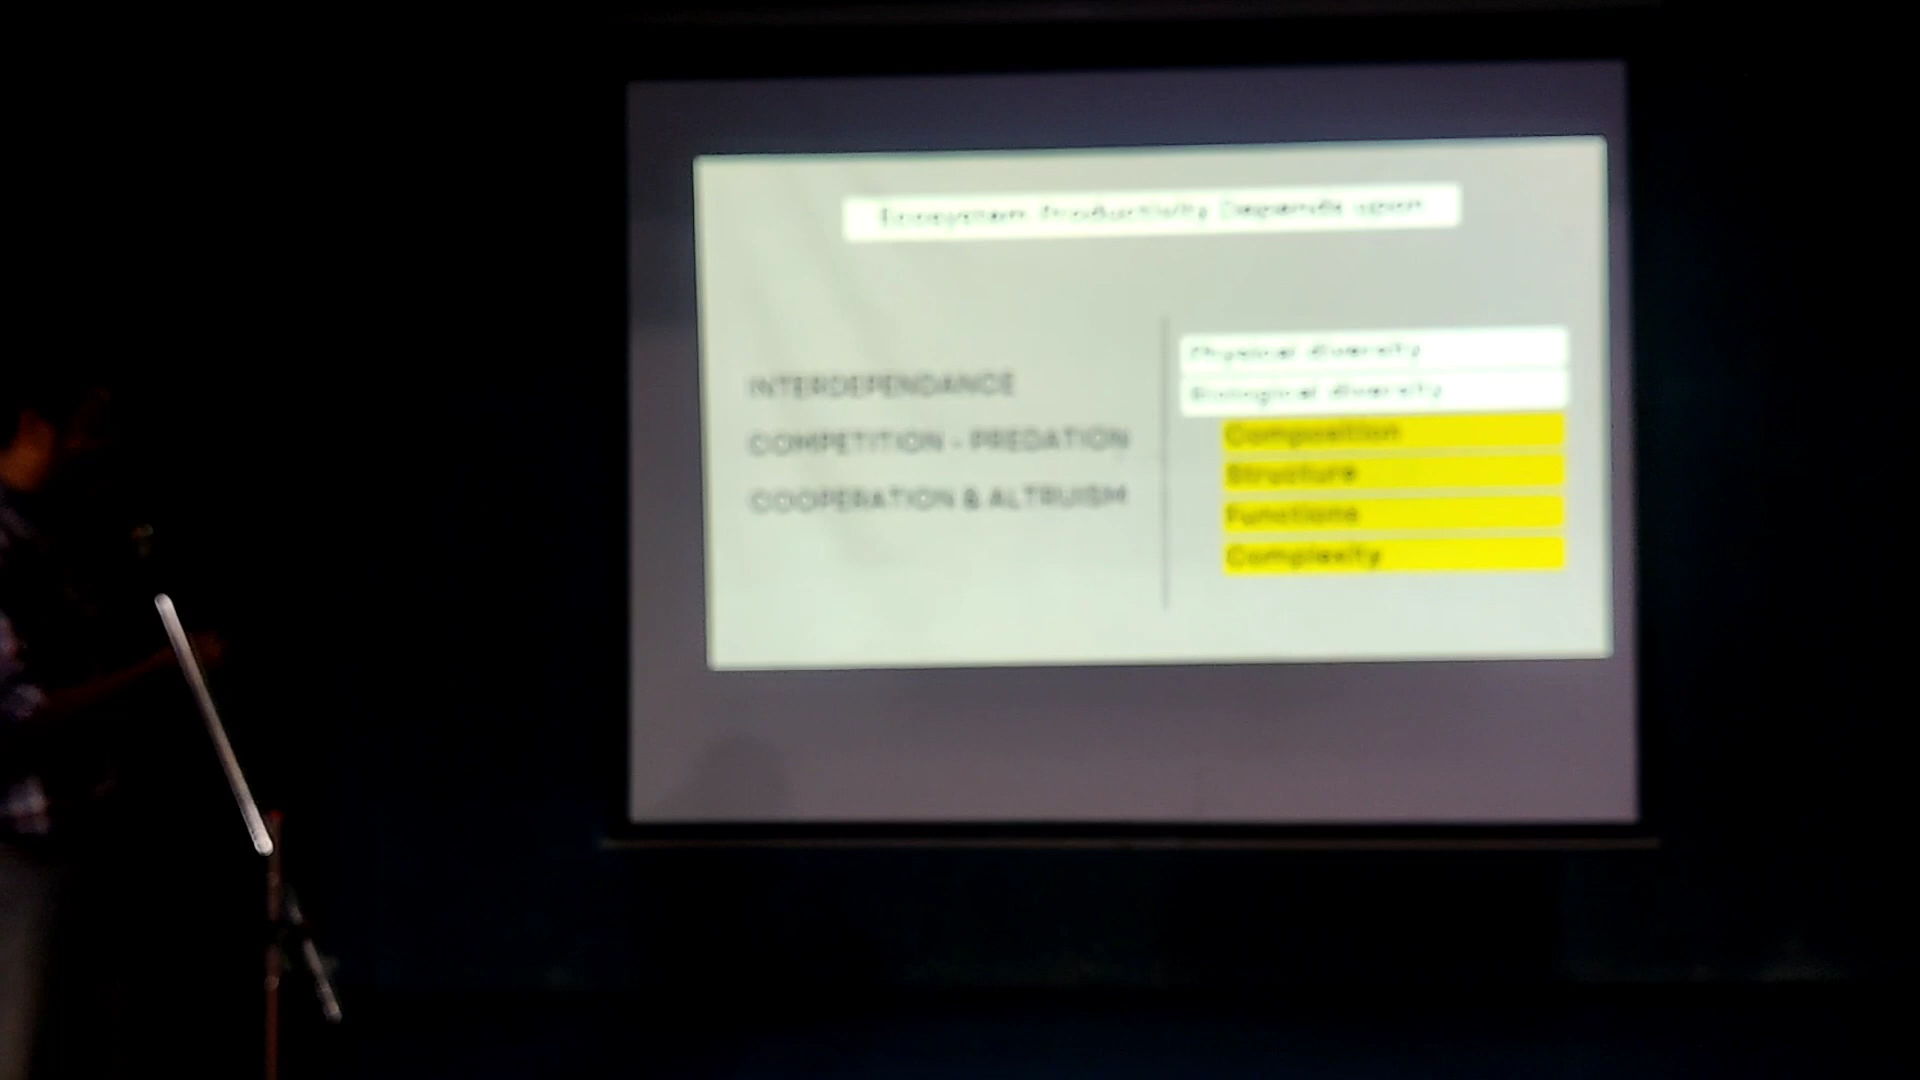 Ecosystem Productivity Depends upon
INTERDEPENDANCE
COMPETITION - PREDATION
COOPERATION & ALTRUISM
Physical diversity
Biological diversity
Composition
Structure
Functions
Complexity